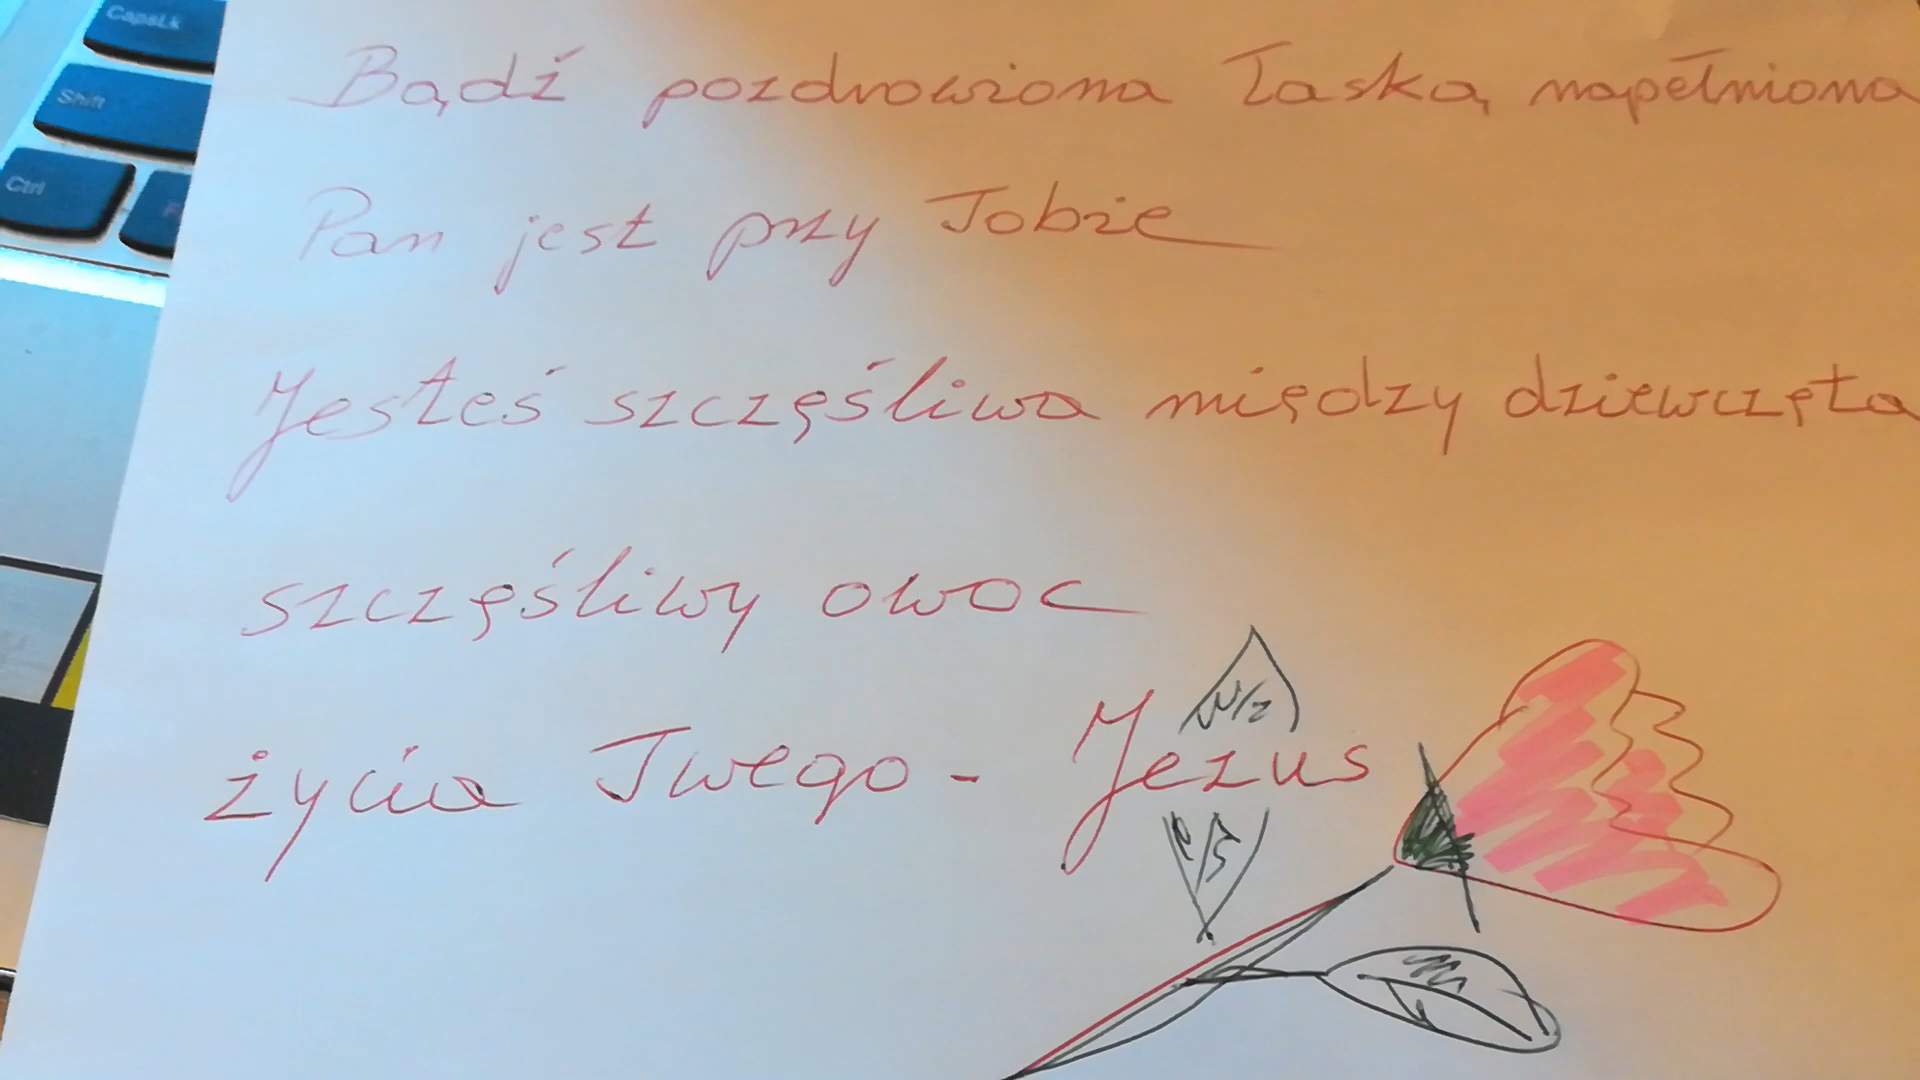 CapsLk
Shift
Ctrl
Bądź pozdrowiona Łaską napełniona
Pan jest przy Tobie
Jesteś szczęśliwa między dziewczęta
szczęśliwy owoc
życia Twego - Jezus